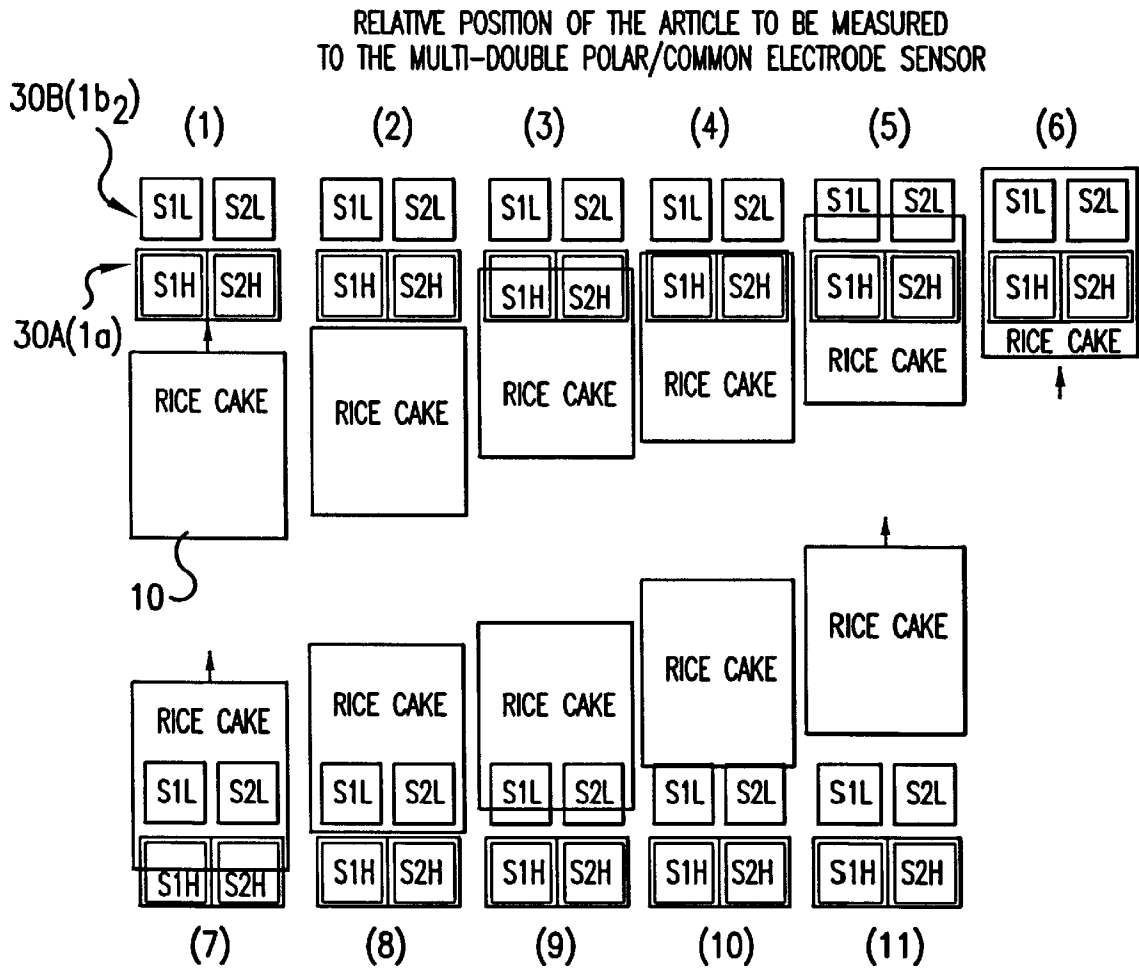 RELATIVE POSITION OF THE ARTICLE TO BE MEASURED
TO THE MULTI-DOUBLE POLAR/COMMON ELECTRODE SENSOR
30B(1b2) (1) (2) (3) (4) (5) (6)
S1L S2L S1L S2L S1L S2L S1L S2L S1L S2L S1L S2L
S1H S2H S1H S2H S1H S2H S1H S2H S1H S2H S1H S2H
30A(1a)
RICE CAKE RICE CAKE RICE CAKE RICE CAKE RICE CAKE RICE CAKE
10
RICE CAKE RICE CAKE RICE CAKE RICE CAKE RICE CAKE
S1L S2L S1L S2L S1L S2L S1L S2L S1L S2L
S1H S2H S1H S2H S1H S2H S1H S2H S1H S2H
(7) (8) (9) (10) (11)